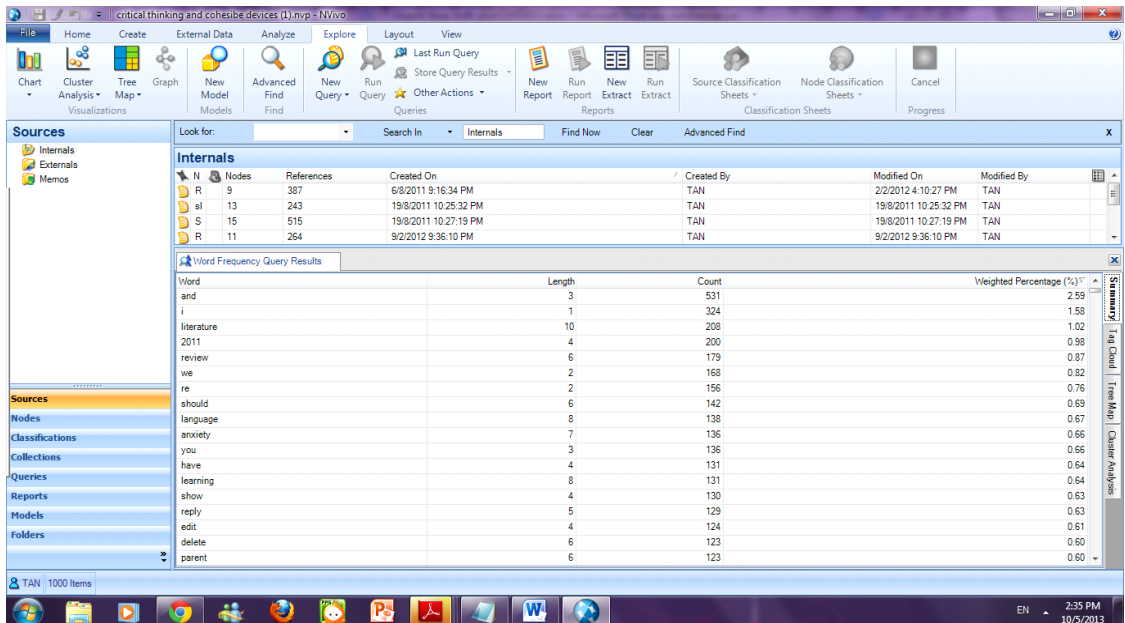 critical thinking and cohesibe devices (1).nvp - NVivo
File Home Create External Data Analyze Explore Layout View
Chart Cluster Analysis Tree Map Graph New Model Advanced Find New Query Run Query Last Run Query Store Query Results Other Actions New Report Run Report New Extract Run Extract Source Classification Sheets Node Classification Sheets Cancel
Visualizations Models Find Queries Reports Classification Sheets Progress
Sources
Internals
Externals
Memos
Look for: Search In Internals Find Now Clear Advanced Find x
Internals
N Nodes References Created On Created By Modified On Modified By
R 9 387 6/8/2011 9:16:34 PM TAN 2/2/2012 4:10:27 PM TAN
sl 13 243 19/8/2011 10:25:32 PM TAN 19/8/2011 10:25:32 PM TAN
S 15 515 19/8/2011 10:27:19 PM TAN 19/8/2011 10:27:19 PM TAN
R 11 264 9/2/2012 9:36:10 PM TAN 9/2/2012 9:36:10 PM TAN
Word Frequency Query Results
Word Length Count Weighted Percentage (%)
and 3 531 2.59
i 1 324 1.58
literature 10 208 1.02
2011 4 200 0.98
review 6 179 0.87
we 2 168 0.82
re 2 156 0.76
should 6 142 0.69
language 8 138 0.67
anxiety 7 136 0.66
you 3 136 0.66
have 4 131 0.64
learning 8 131 0.64
show 4 130 0.63
reply 5 129 0.63
edit 4 124 0.61
delete 6 123 0.60
parent 6 123 0.60
Summary
Tag Cloud
Tree Map
Cluster Analysis
Sources
Nodes
Classifications
Collections
Queries
Reports
Models
Folders
TAN 1000 Items
EN 2:35 PM
10/5/2013